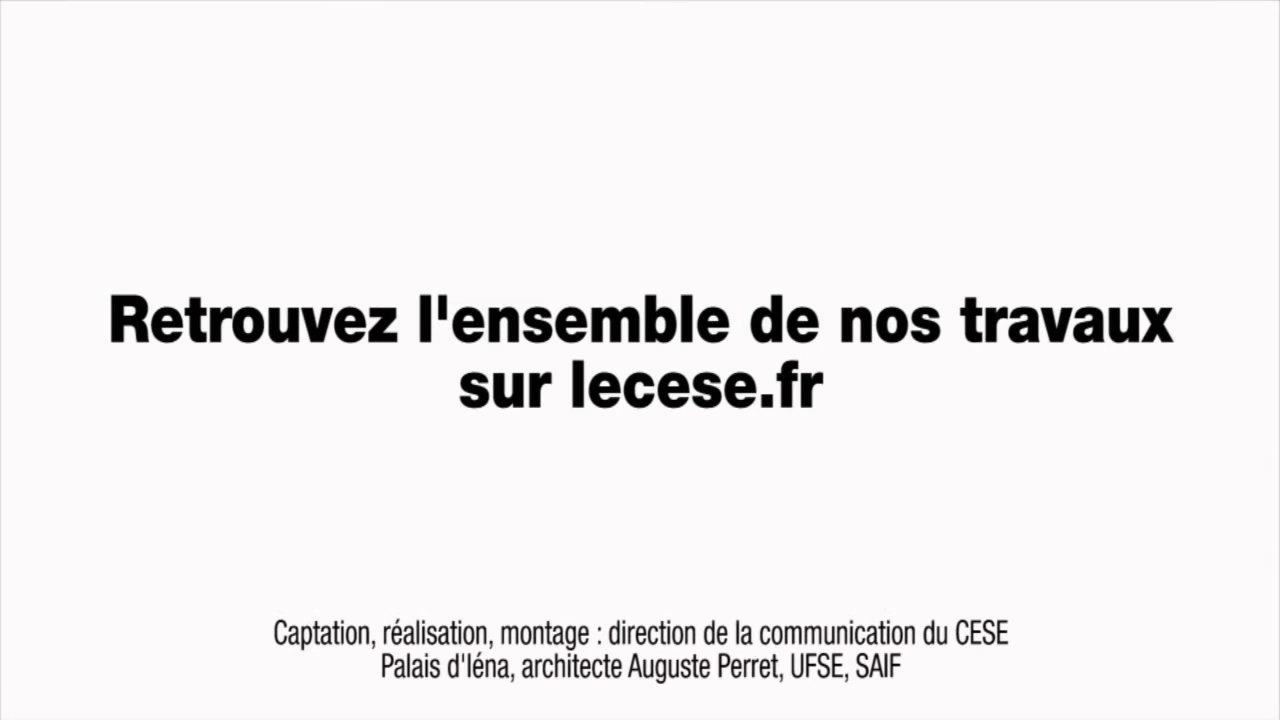 Retrouvez l'ensemble de nos travaux
sur lecese.fr
Captation, réalisation, montage : direction de la communication du CESE
Palais d'Iéna, architecte Auguste Perret, UFSE, SAIF